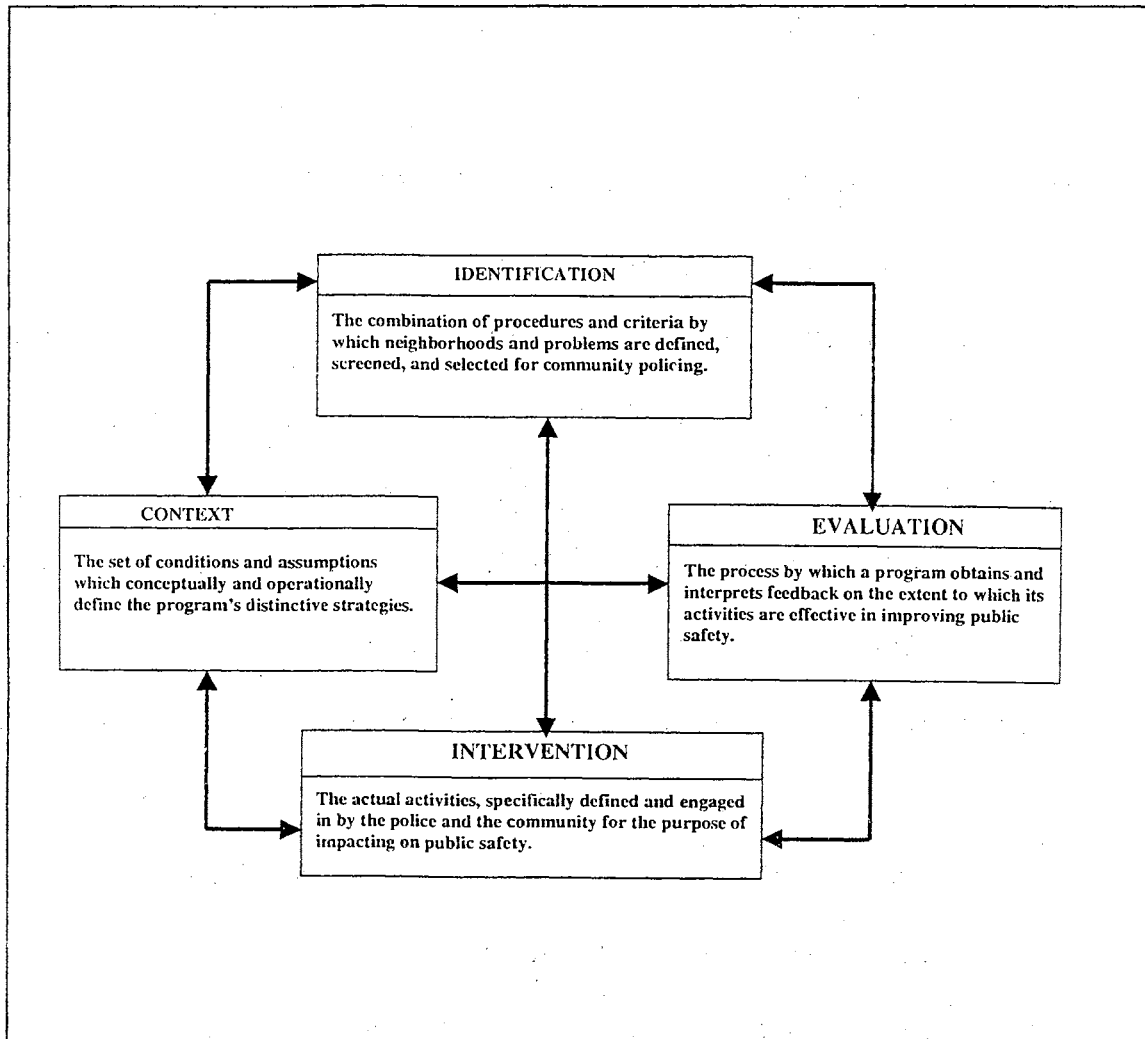 IDENTIFICATION
The combination of procedures and criteria by
which neighborhoods and problems are defined,
screened, and selected for community policing.
CONTEXT
The set of conditions and assumptions
which conceptually and operationally
define the program's distinctive strategies.
EVALUATION
The process by which a program obtains and
interprets feedback on the extent to which its
activities are effective in improving public
safety.
INTERVENTION
The actual activities, specifically defined and engaged
in by the police and the community for the purpose of
impacting on public safety.